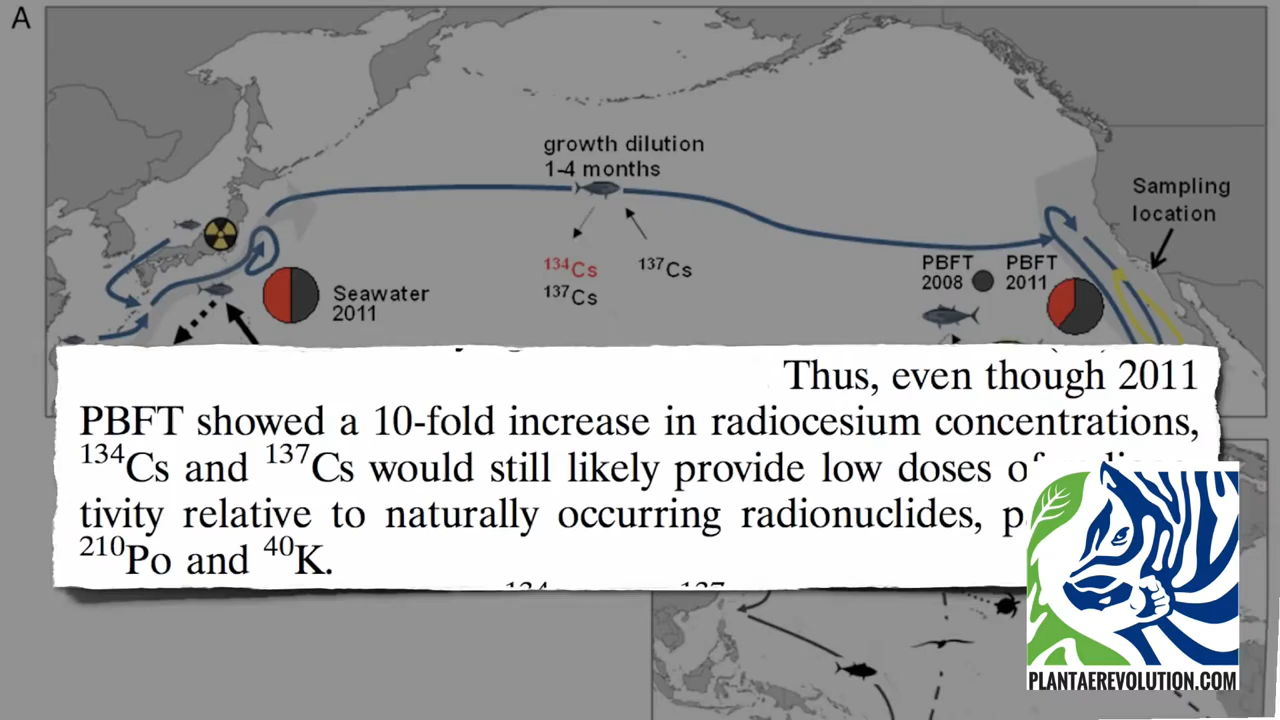 A
growth dilution
1-4 months
Sampling
location
¹³⁴Cs
¹³⁷Cs
¹³⁷Cs
PBFT
2008
PBFT
2011
Seawater
2011
Thus, even though 2011
PBFT showed a 10-fold increase in radiocesium concentrations,
¹³⁴Cs and ¹³⁷Cs would still likely provide low doses of
tivity relative to naturally occurring radionuclides,
²¹⁰Po and ⁴⁰K.
PLANTAEREVOLUTION.COM